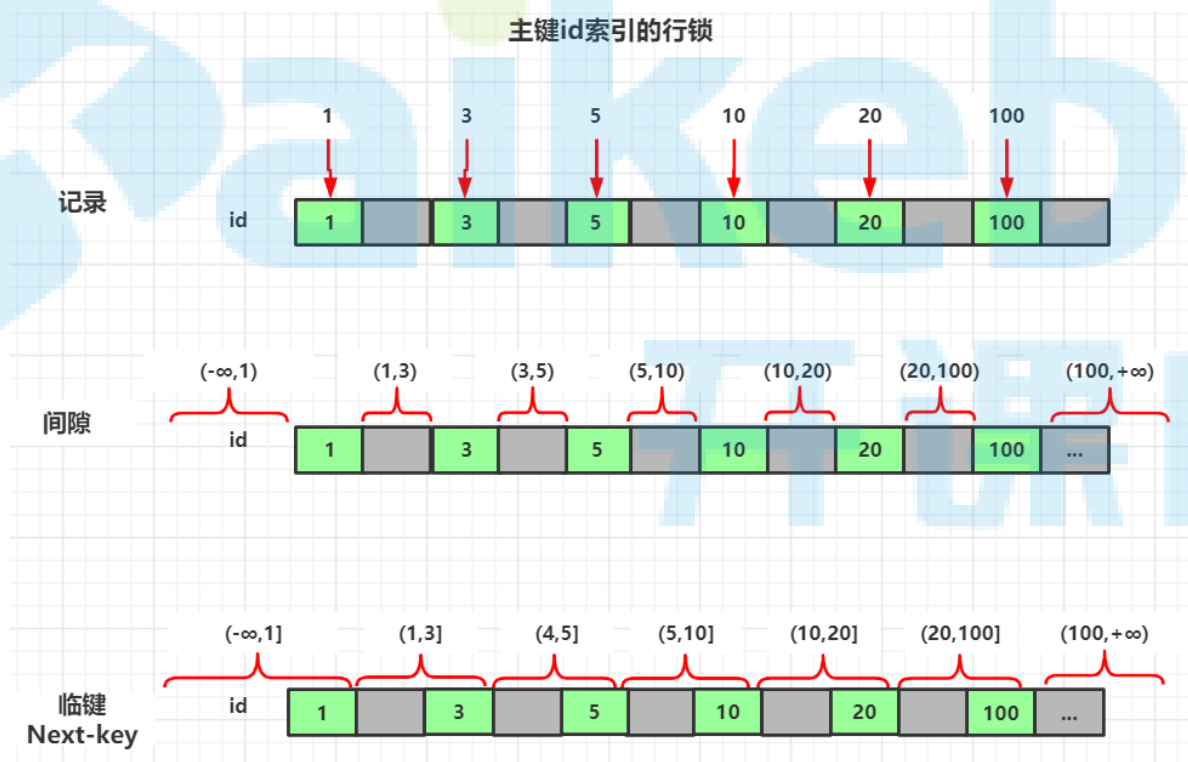 主键id索引的行锁
1 3 5 10 20 100
记录
id 1 3 5 10 20 100
(-∞,1) (1,3) (3,5) (5,10) (10,20) (20,100) (100,+∞)
间隙
id 1 3 5 10 20 100 ...
(-∞,1] (1,3] (4,5] (5,10] (10,20] (20,100] (100,+∞)
临键
Next-key
id 1 3 5 10 20 100 ...
aikeb
开课